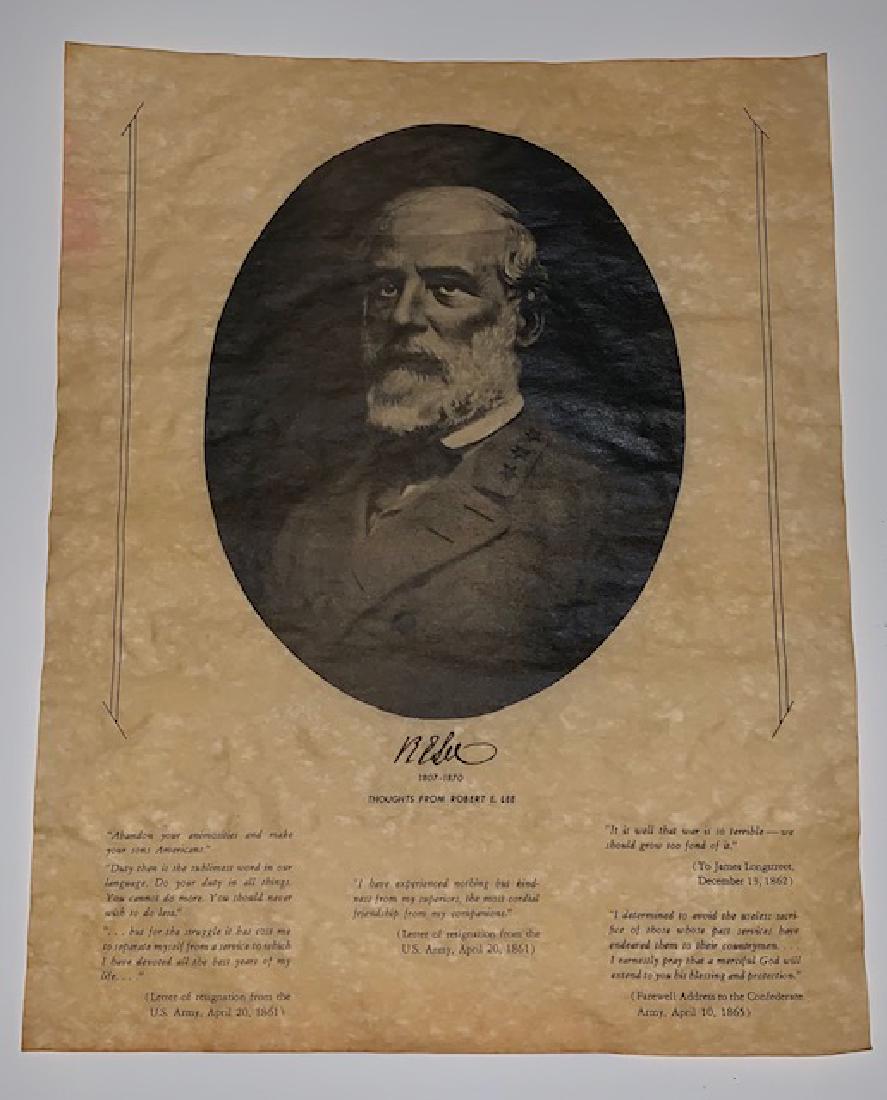 R E Lee
1807-1870
THOUGHTS FROM ROBERT E. LEE
"Abandon your animosities and make
your sons Americans."
"Duty then is the sublimest word in our
language. Do your duty in all things.
You cannot do more. You should never
wish to do less."
". . . but for the struggle it has cost me
to separate myself from a service to which
I have devoted all the best years of my
life. . . ."
(Letter of resignation from the
U.S. Army, April 20, 1861)
"I have experienced nothing but kind-
ness from my superiors, the most cordial
friendship from my companions."
(Letter of resignation from the
U.S. Army, April 20, 1861)
"It is well that war is so terrible — we
should grow too fond of it."
(To James Longstreet,
December 13, 1862)
"I determined to avoid the useless sacri-
fice of those whose past services have
endeared them to their countrymen. . . .
I earnestly pray that a merciful God will
extend to you his blessing and protection."
(Farewell Address to the Confederate
Army, April 10, 1865)